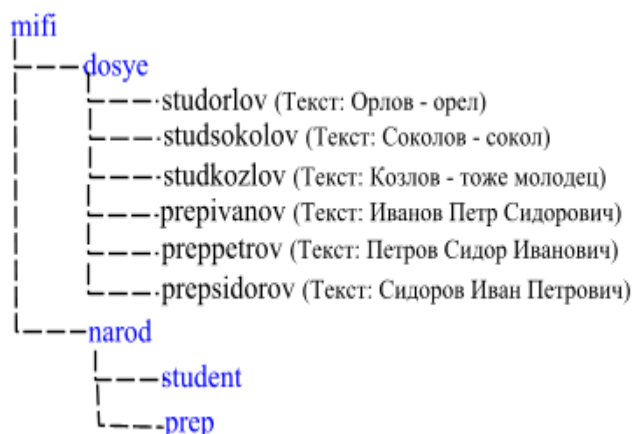 mifi
dosye
studorlov (Текст: Орлов - орел)
studsokolov (Текст: Соколов - сокол)
studkozlov (Текст: Козлов - тоже молодец)
prepivanov (Текст: Иванов Петр Сидорович)
preppetrov (Текст: Петров Сидор Иванович)
prepsidorov (Текст: Сидоров Иван Петрович)
narod
student
prep